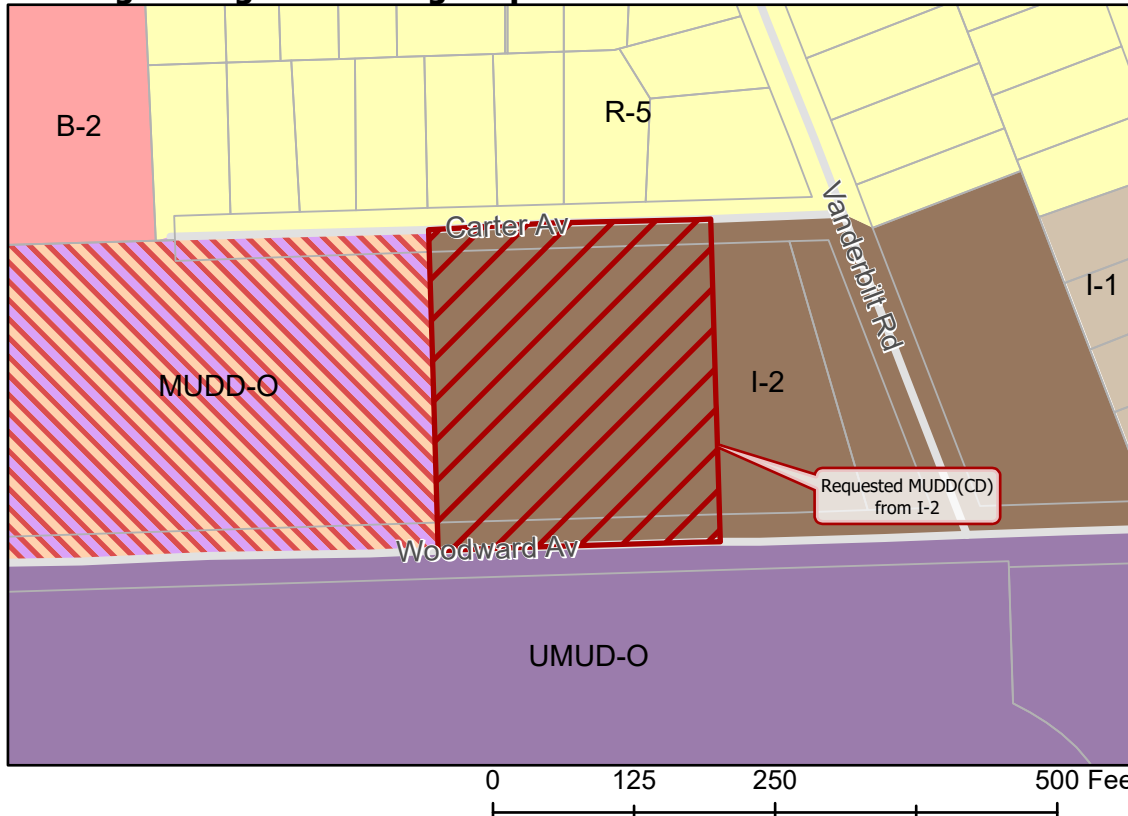 B-2
R-5
Carter Av
Vanderbilt Rd
I-1
MUDD-O
I-2
Requested MUDD(CD)
from I-2
Woodward Av
UMUD-O
0 125 250 500 Fee